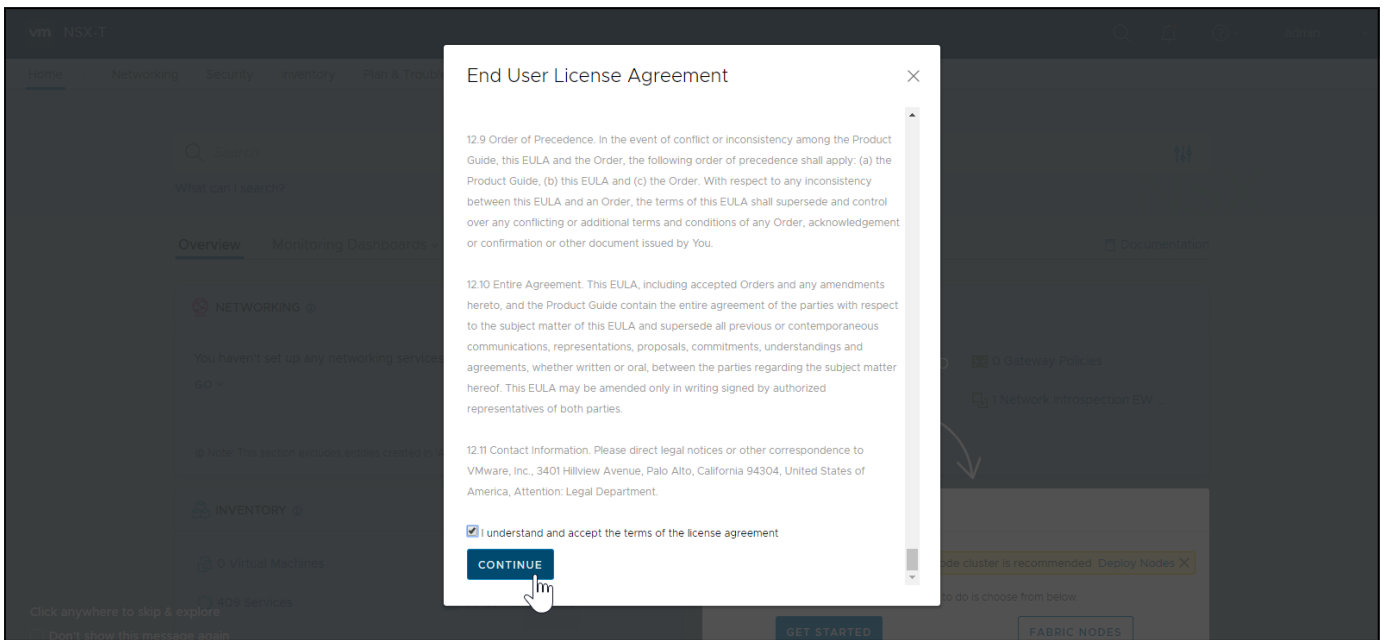 vm NSX-T
admin
Home Networking Security Inventory Plan & Trouble
End User License Agreement
What can I search?
12.9 Order of Precedence. In the event of conflict or inconsistency among the Product
Guide, this EULA and the Order, the following order of precedence shall apply: (a) the
Product Guide, (b) this EULA and (c) the Order. With respect to any inconsistency
between this EULA and an Order, the terms of this EULA shall supersede and control
over any conflicting or additional terms and conditions of any Order, acknowledgement
or confirmation or other document issued by You.
Overview Monitoring Dashboards Documentation
12.10 Entire Agreement. This EULA, including accepted Orders and any amendments
hereto, and the Product Guide contain the entire agreement of the parties with respect
to the subject matter of this EULA and supersede all previous or contemporaneous
communications, representations, proposals, commitments, understandings and
agreements, whether written or oral, between the parties regarding the subject matter
hereof. This EULA may be amended only in writing signed by authorized
representatives of both parties.
NETWORKING
You haven't set up any networking services
GO
0 Gateway Policies
1 Network Introspection EW
Note: This section excludes entities created in
12.11 Contact Information. Please direct legal notices or other correspondence to
VMware, Inc., 3401 Hillview Avenue, Palo Alto, California 94304, United States of
America, Attention: Legal Department.
I understand and accept the terms of the license agreement
CONTINUE
INVENTORY
0 Virtual Machines
409 Services
ode cluster is recommended. Deploy Nodes
to do is choose from below.
GET STARTED FABRIC NODES
Click anywhere to skip & explore
Don't show this message again